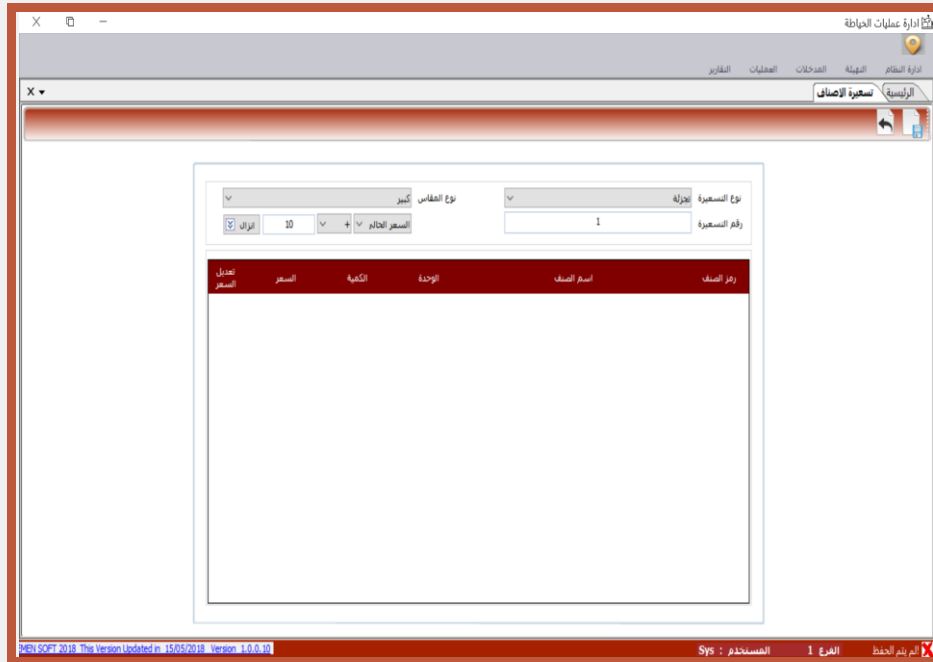 ادارة عمليات الخياطة
ادارة النظام التهيئة المدخلات العمليات التقارير
الرئيسية تسعيرة الاصناف
نوع التسعيرة تجزئة نوع المقاس كبير
رقم التسعيرة 1 السعر الحالي + 10 انزال
رمز الصنف اسم الصنف الوحدة الكمية السعر تعديل السعر
لم يتم الحفظ الفرع 1 المستخدم : Sys
SOFT 2018 This Version Updated in 15/05/2018 Version 1.0.0.10